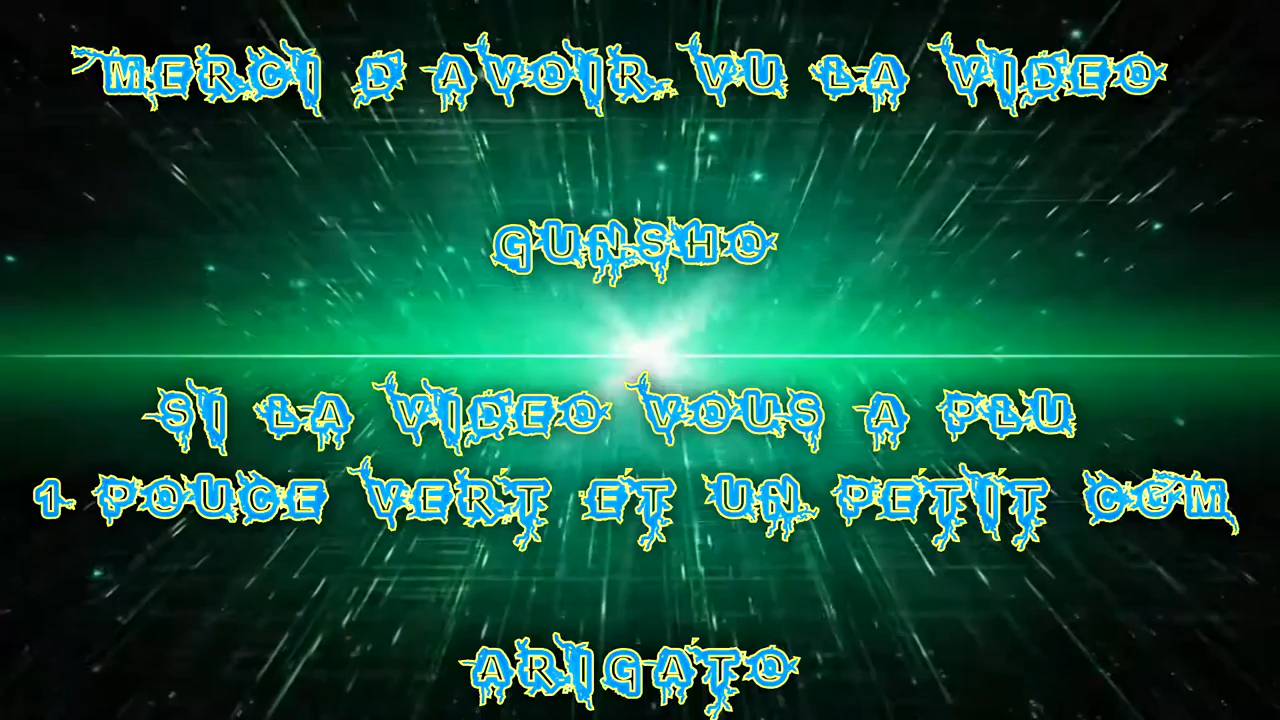 MERCI D AVOIR VU LA VIDEO
GUNSHO
SI LA VIDEO VOUS A PLU
1 POUCE VERT ET UN PETIT COM
ARIGATO